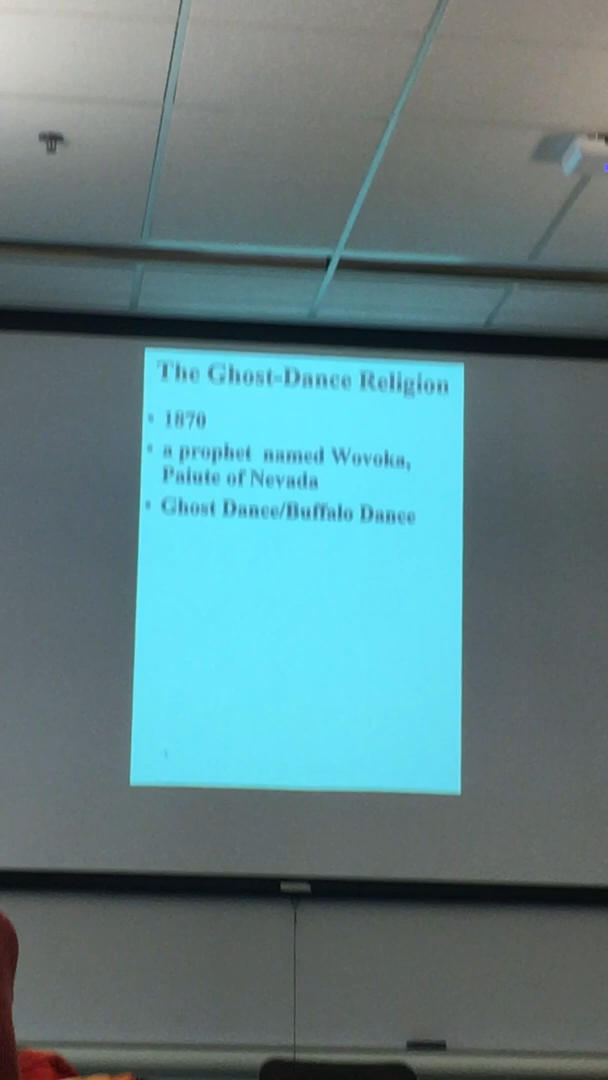 The Ghost-Dance Religion
• 1870
• a prophet named Wovoka,
Paiute of Nevada
• Ghost Dance/Buffalo Dance